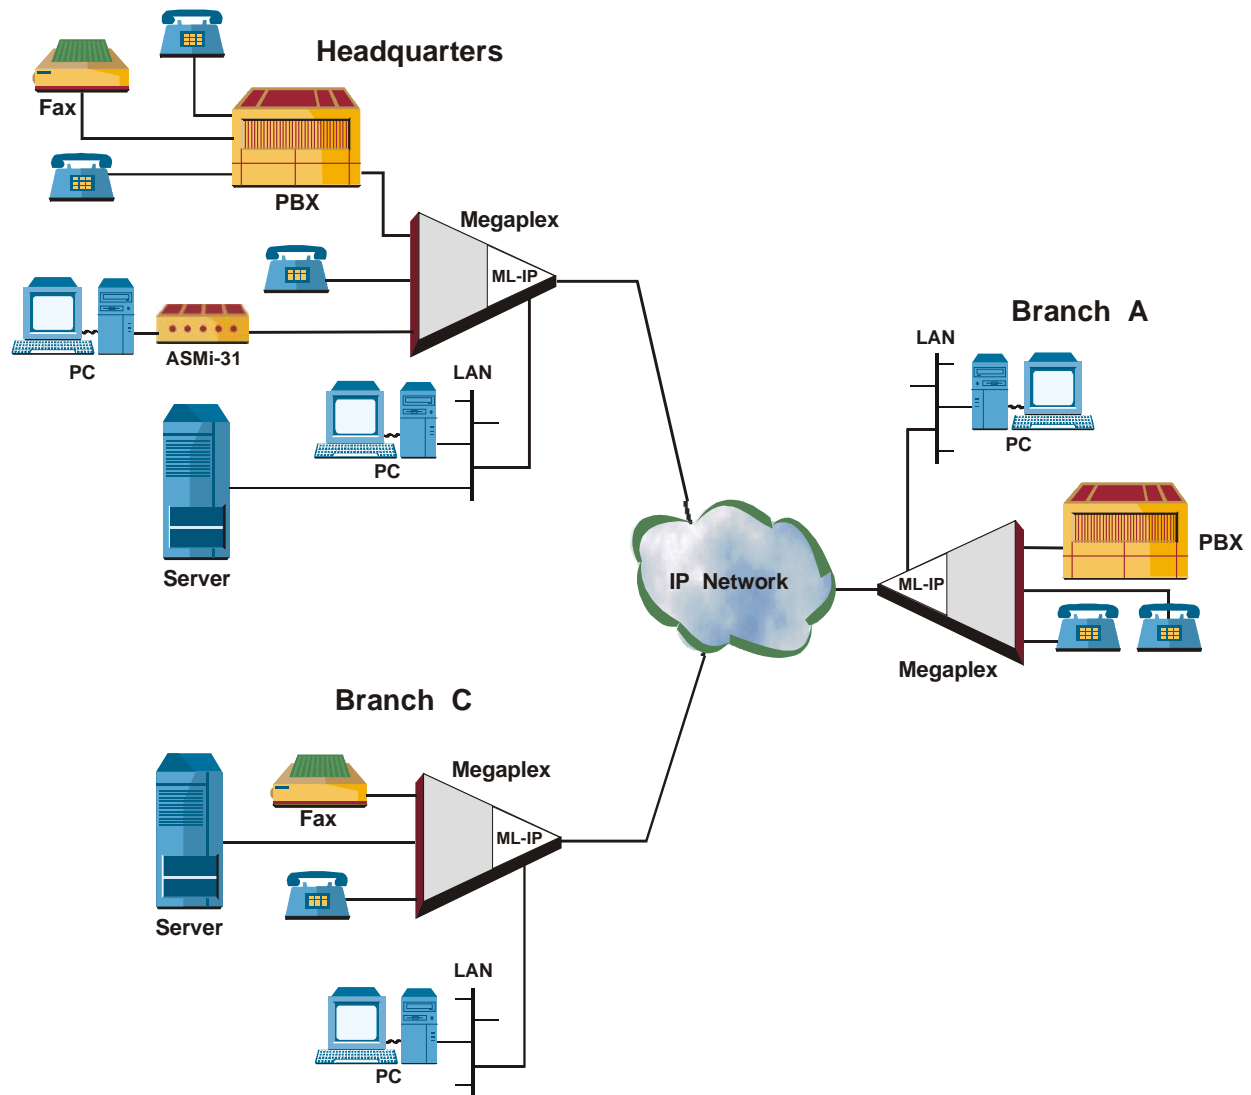 Headquarters
Fax
PBX
Megaplex
ML-IP
PC
ASMi-31
LAN
PC
Server
Branch A
LAN
PC
PBX
IP Network
ML-IP
Megaplex
Branch C
Megaplex
Fax
ML-IP
Server
LAN
PC